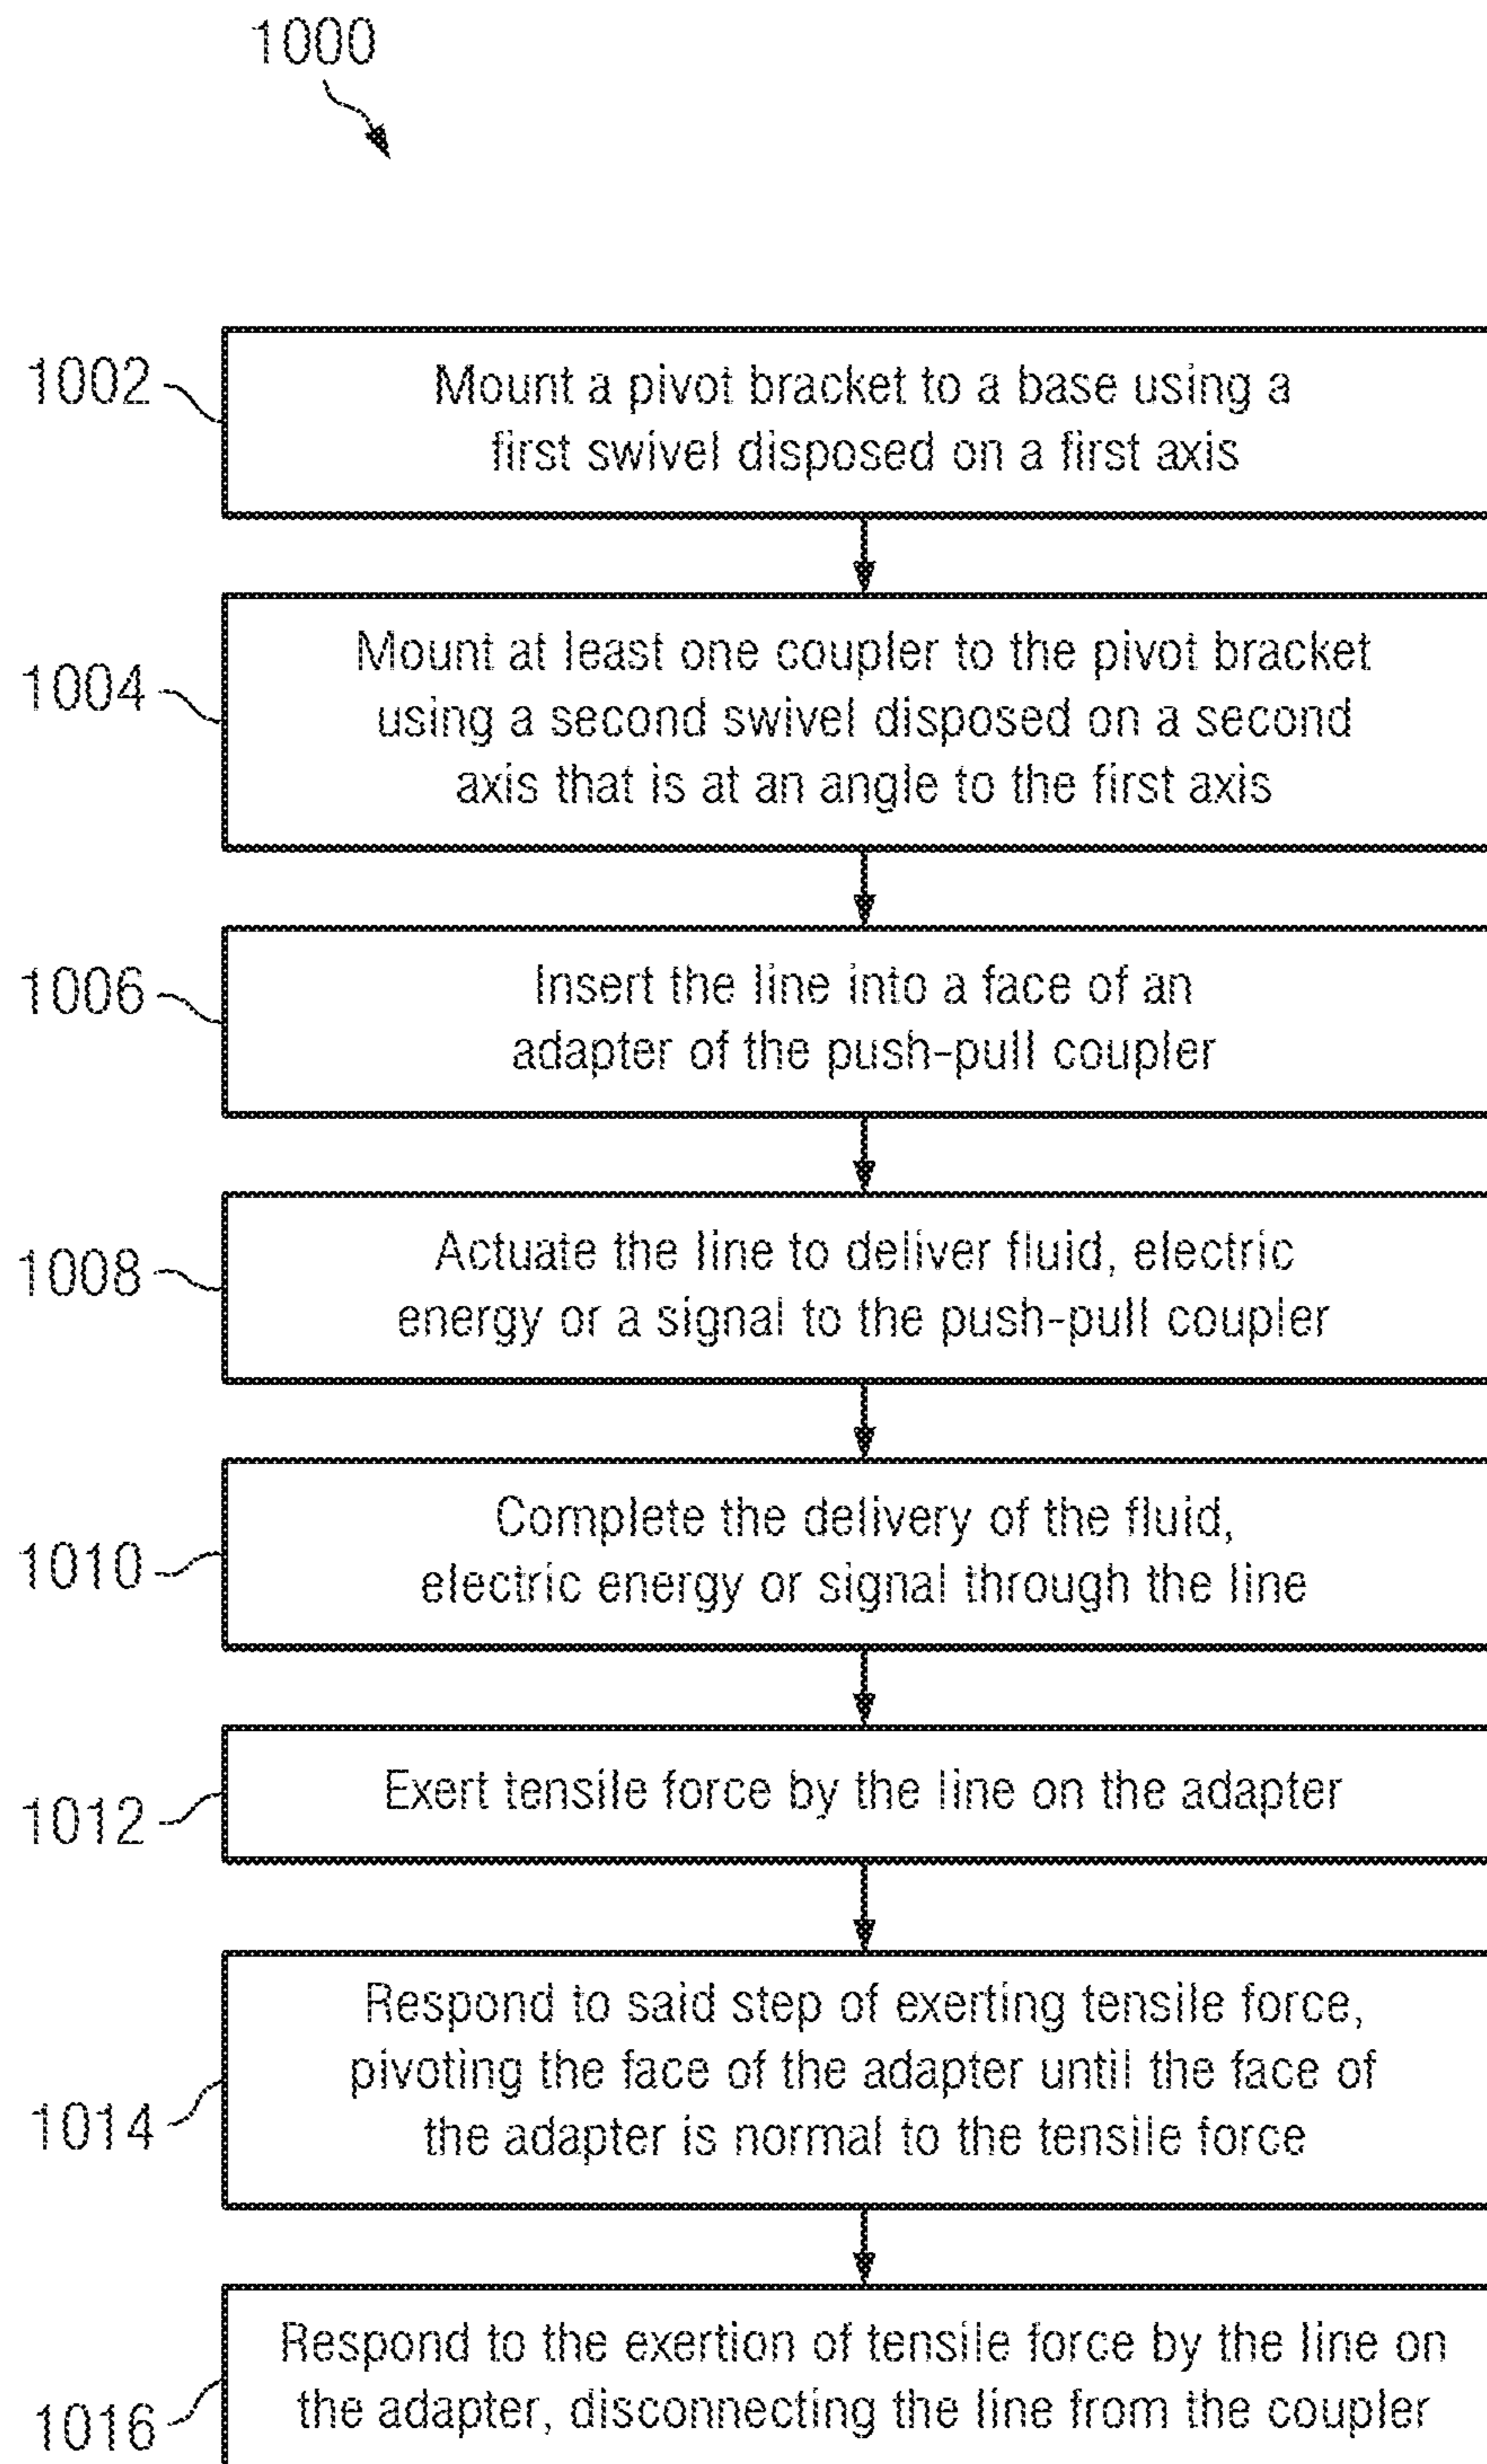 1000
1002
Mount a pivot bracket to a base using a
first swivel disposed on a first axis
1004
Mount at least one coupler to the pivot bracket
using a second swivel disposed on a second
axis that is at an angle to the first axis
1006
Insert the line into a face of an
adapter of the push-pull coupler
1008
Actuate the line to deliver fluid, electric
energy or a signal to the push-pull coupler
1010
Complete the delivery of the fluid,
electric energy or signal through the line
1012
Exert tensile force by the line on the adapter
1014
Respond to said step of exerting tensile force,
pivoting the face of the adapter until the face of
the adapter is normal to the tensile force
1016
Respond to the exertion of tensile force by the line on
the adapter, disconnecting the line from the coupler